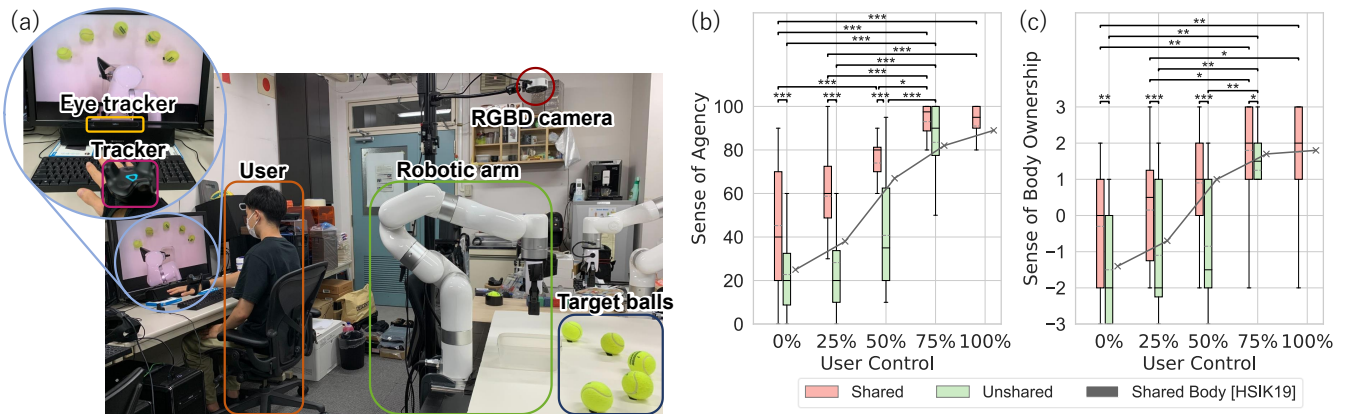 (a)
Eye tracker
Tracker
User
Robotic arm
RGBD camera
Target balls
(b)
Sense of Agency
100
80
60
40
20
0
***
***
***
***
***
***
***
***
*
***
***
***
***
0%
25%
50%
75%
100%
User Control
(c)
Sense of Body Ownership
3
2
1
0
−1
−2
−3
**
**
**
*
**
*
**
**
***
***
*
0%
25%
50%
75%
100%
User Control
Shared
Unshared
Shared Body [HSIK19]